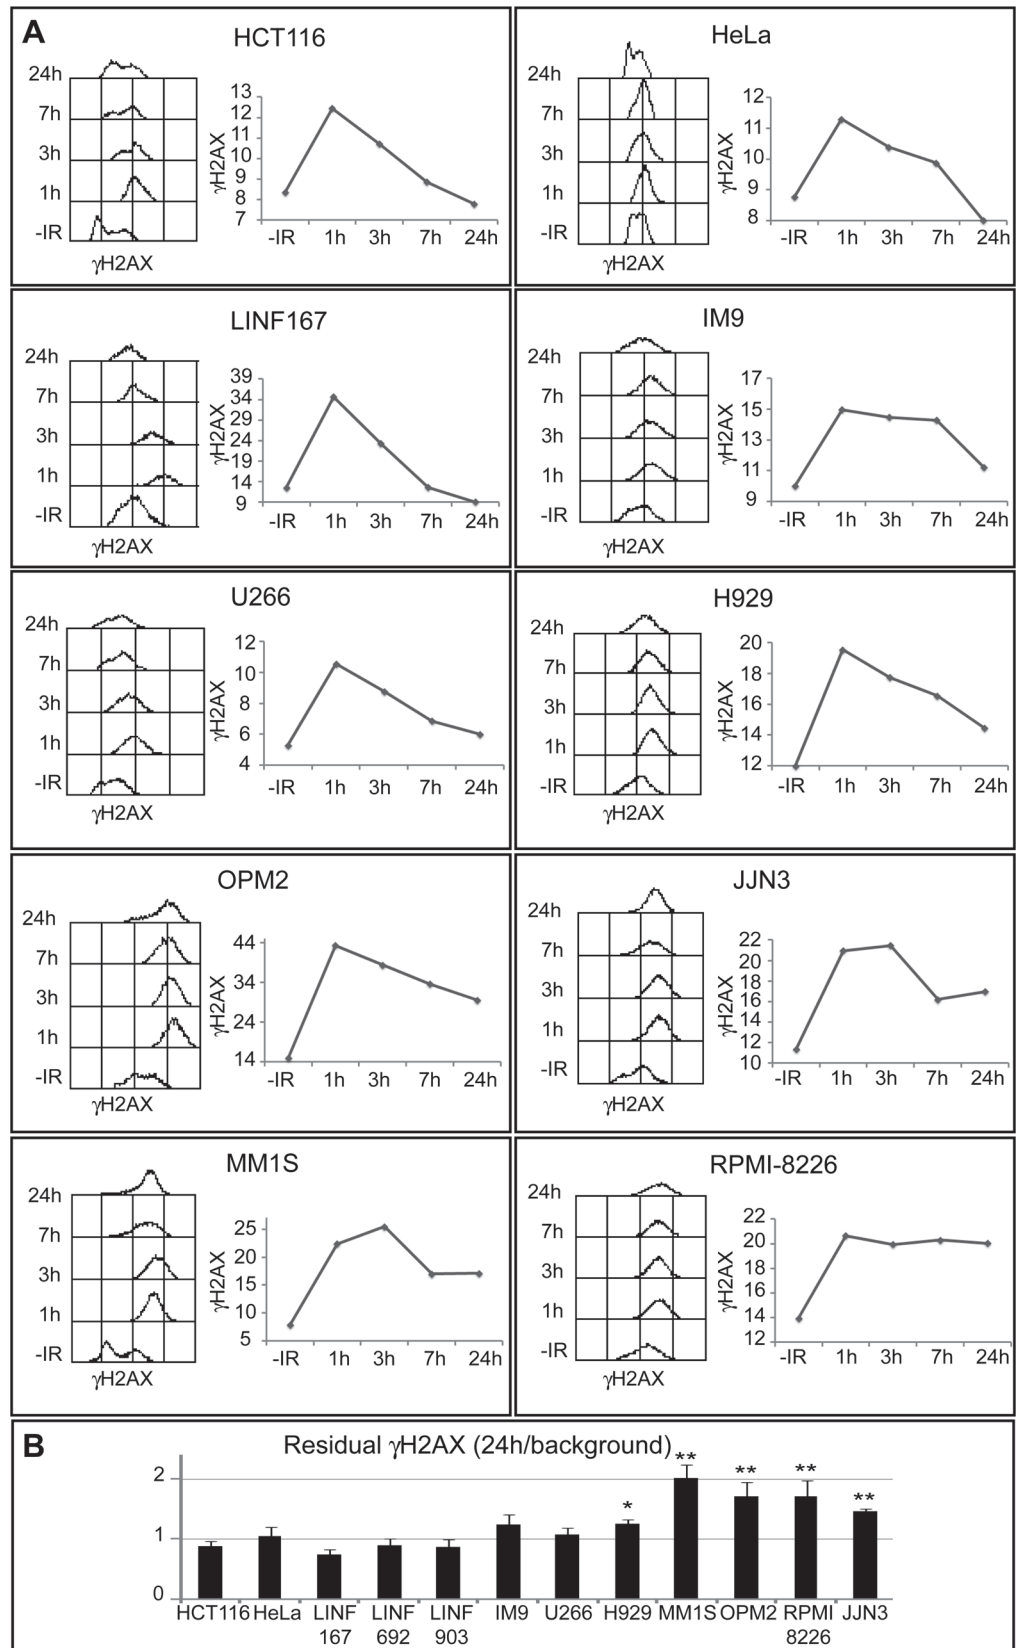 A
HCT116
24h
7h
3h
1h
-IR
γH2AX
γH2AX
13
12
11
10
9
8
7
-IR 1h 3h 7h 24h
HeLa
24h
7h
3h
1h
-IR
γH2AX
γH2AX
12
11
10
9
8
-IR 1h 3h 7h 24h
LINF167
24h
7h
3h
1h
-IR
γH2AX
γH2AX
39
34
29
24
19
14
9
-IR 1h 3h 7h 24h
IM9
24h
7h
3h
1h
-IR
γH2AX
γH2AX
17
15
13
11
9
-IR 1h 3h 7h 24h
U266
24h
7h
3h
1h
-IR
γH2AX
γH2AX
12
10
8
6
4
-IR 1h 3h 7h 24h
H929
24h
7h
3h
1h
-IR
γH2AX
γH2AX
20
18
16
14
12
-IR 1h 3h 7h 24h
OPM2
24h
7h
3h
1h
-IR
γH2AX
γH2AX
44
34
24
14
-IR 1h 3h 7h 24h
JJN3
24h
7h
3h
1h
-IR
γH2AX
γH2AX
22
20
18
16
14
12
10
-IR 1h 3h 7h 24h
MM1S
24h
7h
3h
1h
-IR
γH2AX
γH2AX
25
20
15
10
5
-IR 1h 3h 7h 24h
RPMI-8226
24h
7h
3h
1h
-IR
γH2AX
γH2AX
22
20
18
16
14
12
-IR 1h 3h 7h 24h
B
Residual γH2AX (24h/background)
2
1
0
* ** ** ** **
HCT116 HeLa LINF LINF LINF IM9 U266 H929 MM1S OPM2 RPMI JJN3
167 692 903 8226